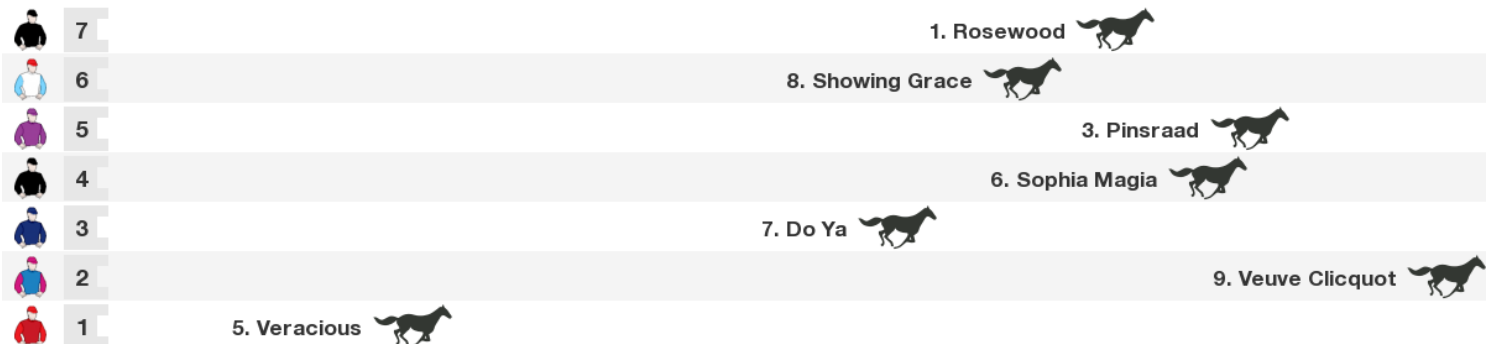 7 1. Rosewood
6 8. Showing Grace
5 3. Pinsraad
4 6. Sophia Magia
3 7. Do Ya
2 9. Veuve Clicquot
1 5. Veracious